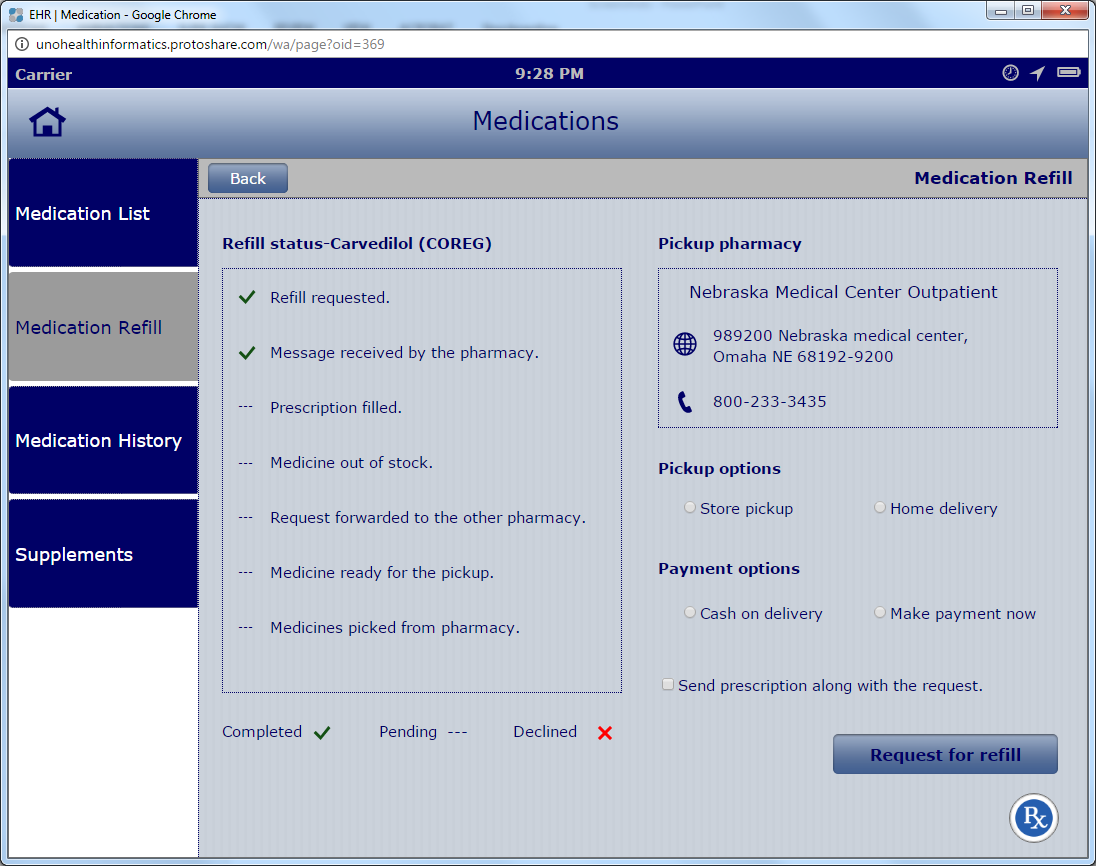 EHR | Medication - Google Chrome
unohealthinformatics.protoshare.com/wa/page?oid=369
Carrier
9:28 PM
Medications
Medication List
Medication Refill
Medication History
Supplements
Back
Medication Refill
Refill status-Carvedilol (COREG)
Refill requested.
Message received by the pharmacy.
--- Prescription filled.
--- Medicine out of stock.
--- Request forwarded to the other pharmacy.
--- Medicine ready for the pickup.
--- Medicines picked from pharmacy.
Completed Pending --- Declined
Pickup pharmacy
Nebraska Medical Center Outpatient
989200 Nebraska medical center,
Omaha NE 68192-9200
800-233-3435
Pickup options
Store pickup Home delivery
Payment options
Cash on delivery Make payment now
Send prescription along with the request.
Request for refill
Rx